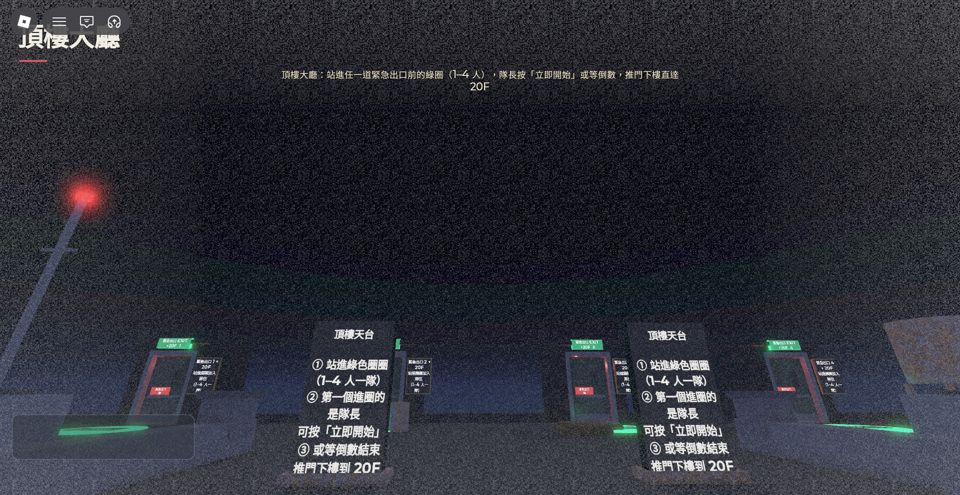 頂樓大廳
頂樓大廳：站進任一道緊急出口前的綠圈（1–4 人），隊長按「立即開始」或等倒數，推門下樓直達
20F
頂樓天台
① 站進綠色圈圈
（1–4 人一隊）
② 第一個進圈的
是隊長
可按「立即開始」
③ 或等倒數結束
推門下樓到 20F
頂樓天台
① 站進綠色圈圈
（1–4 人一隊）
② 第一個進圈的
是隊長
可按「立即開始」
③ 或等倒數結束
推門下樓到 20F